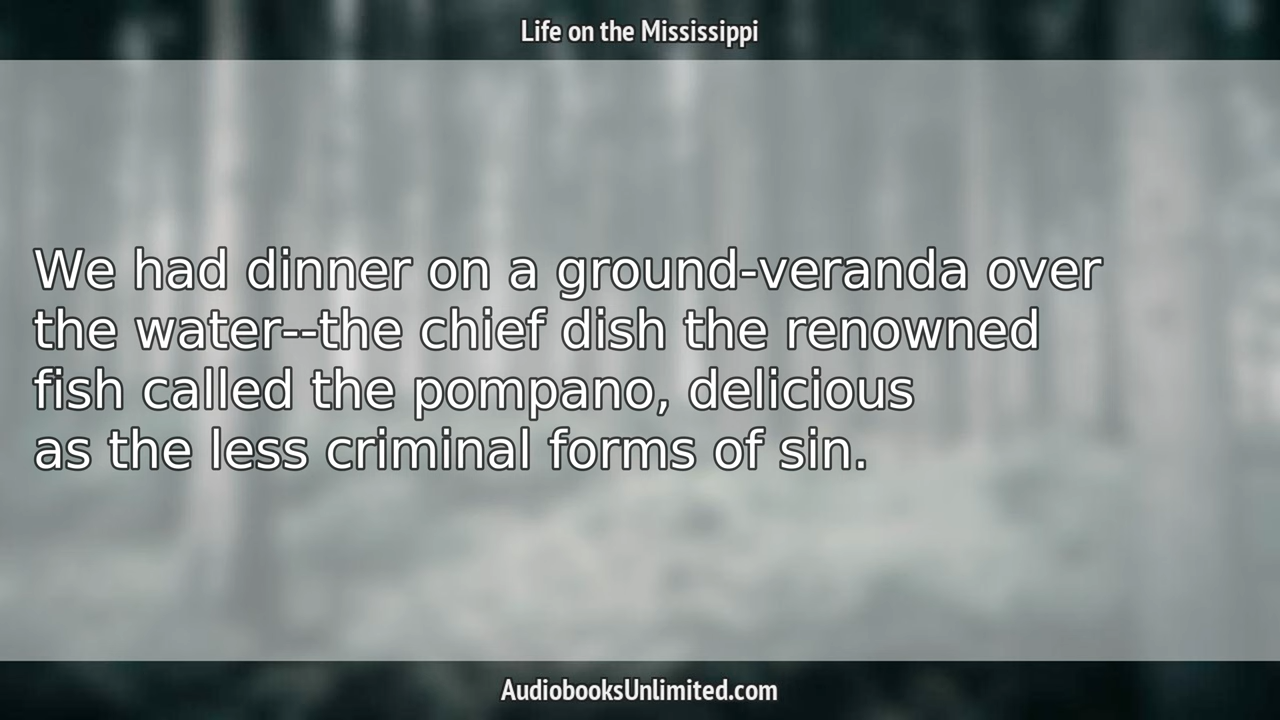 Life on the Mississippi
We had dinner on a ground-veranda over
the water--the chief dish the renowned
fish called the pompano, delicious
as the less criminal forms of sin.
AudiobooksUnlimited.com